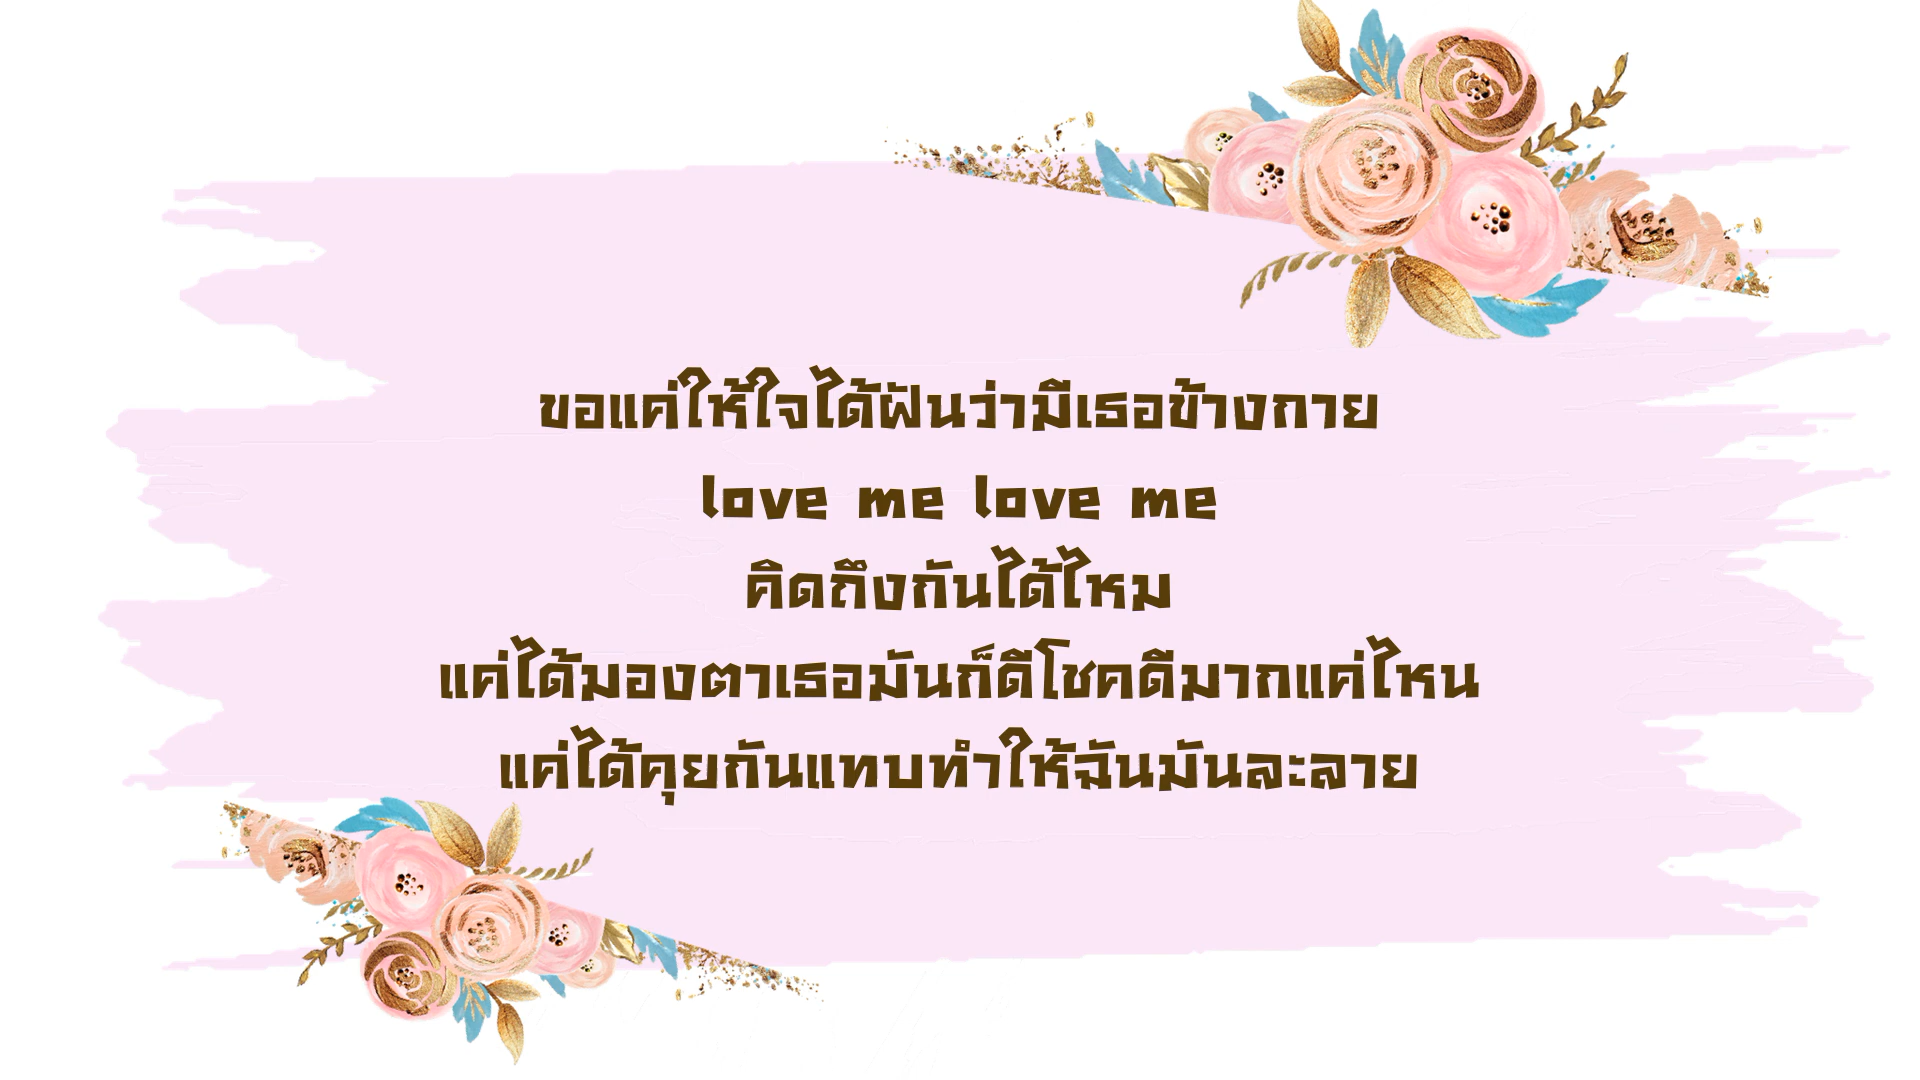 ขอแค่ให้ใจได้ฝันว่ามีเธอข้างกาย
love me love me
คิดถึงกันได้ไหม
แค่ได้มองตาเธอมันก็ดีโชคดีมากแค่ไหน
แค่ได้คุยกันแทบทำให้ฉันมันละลาย